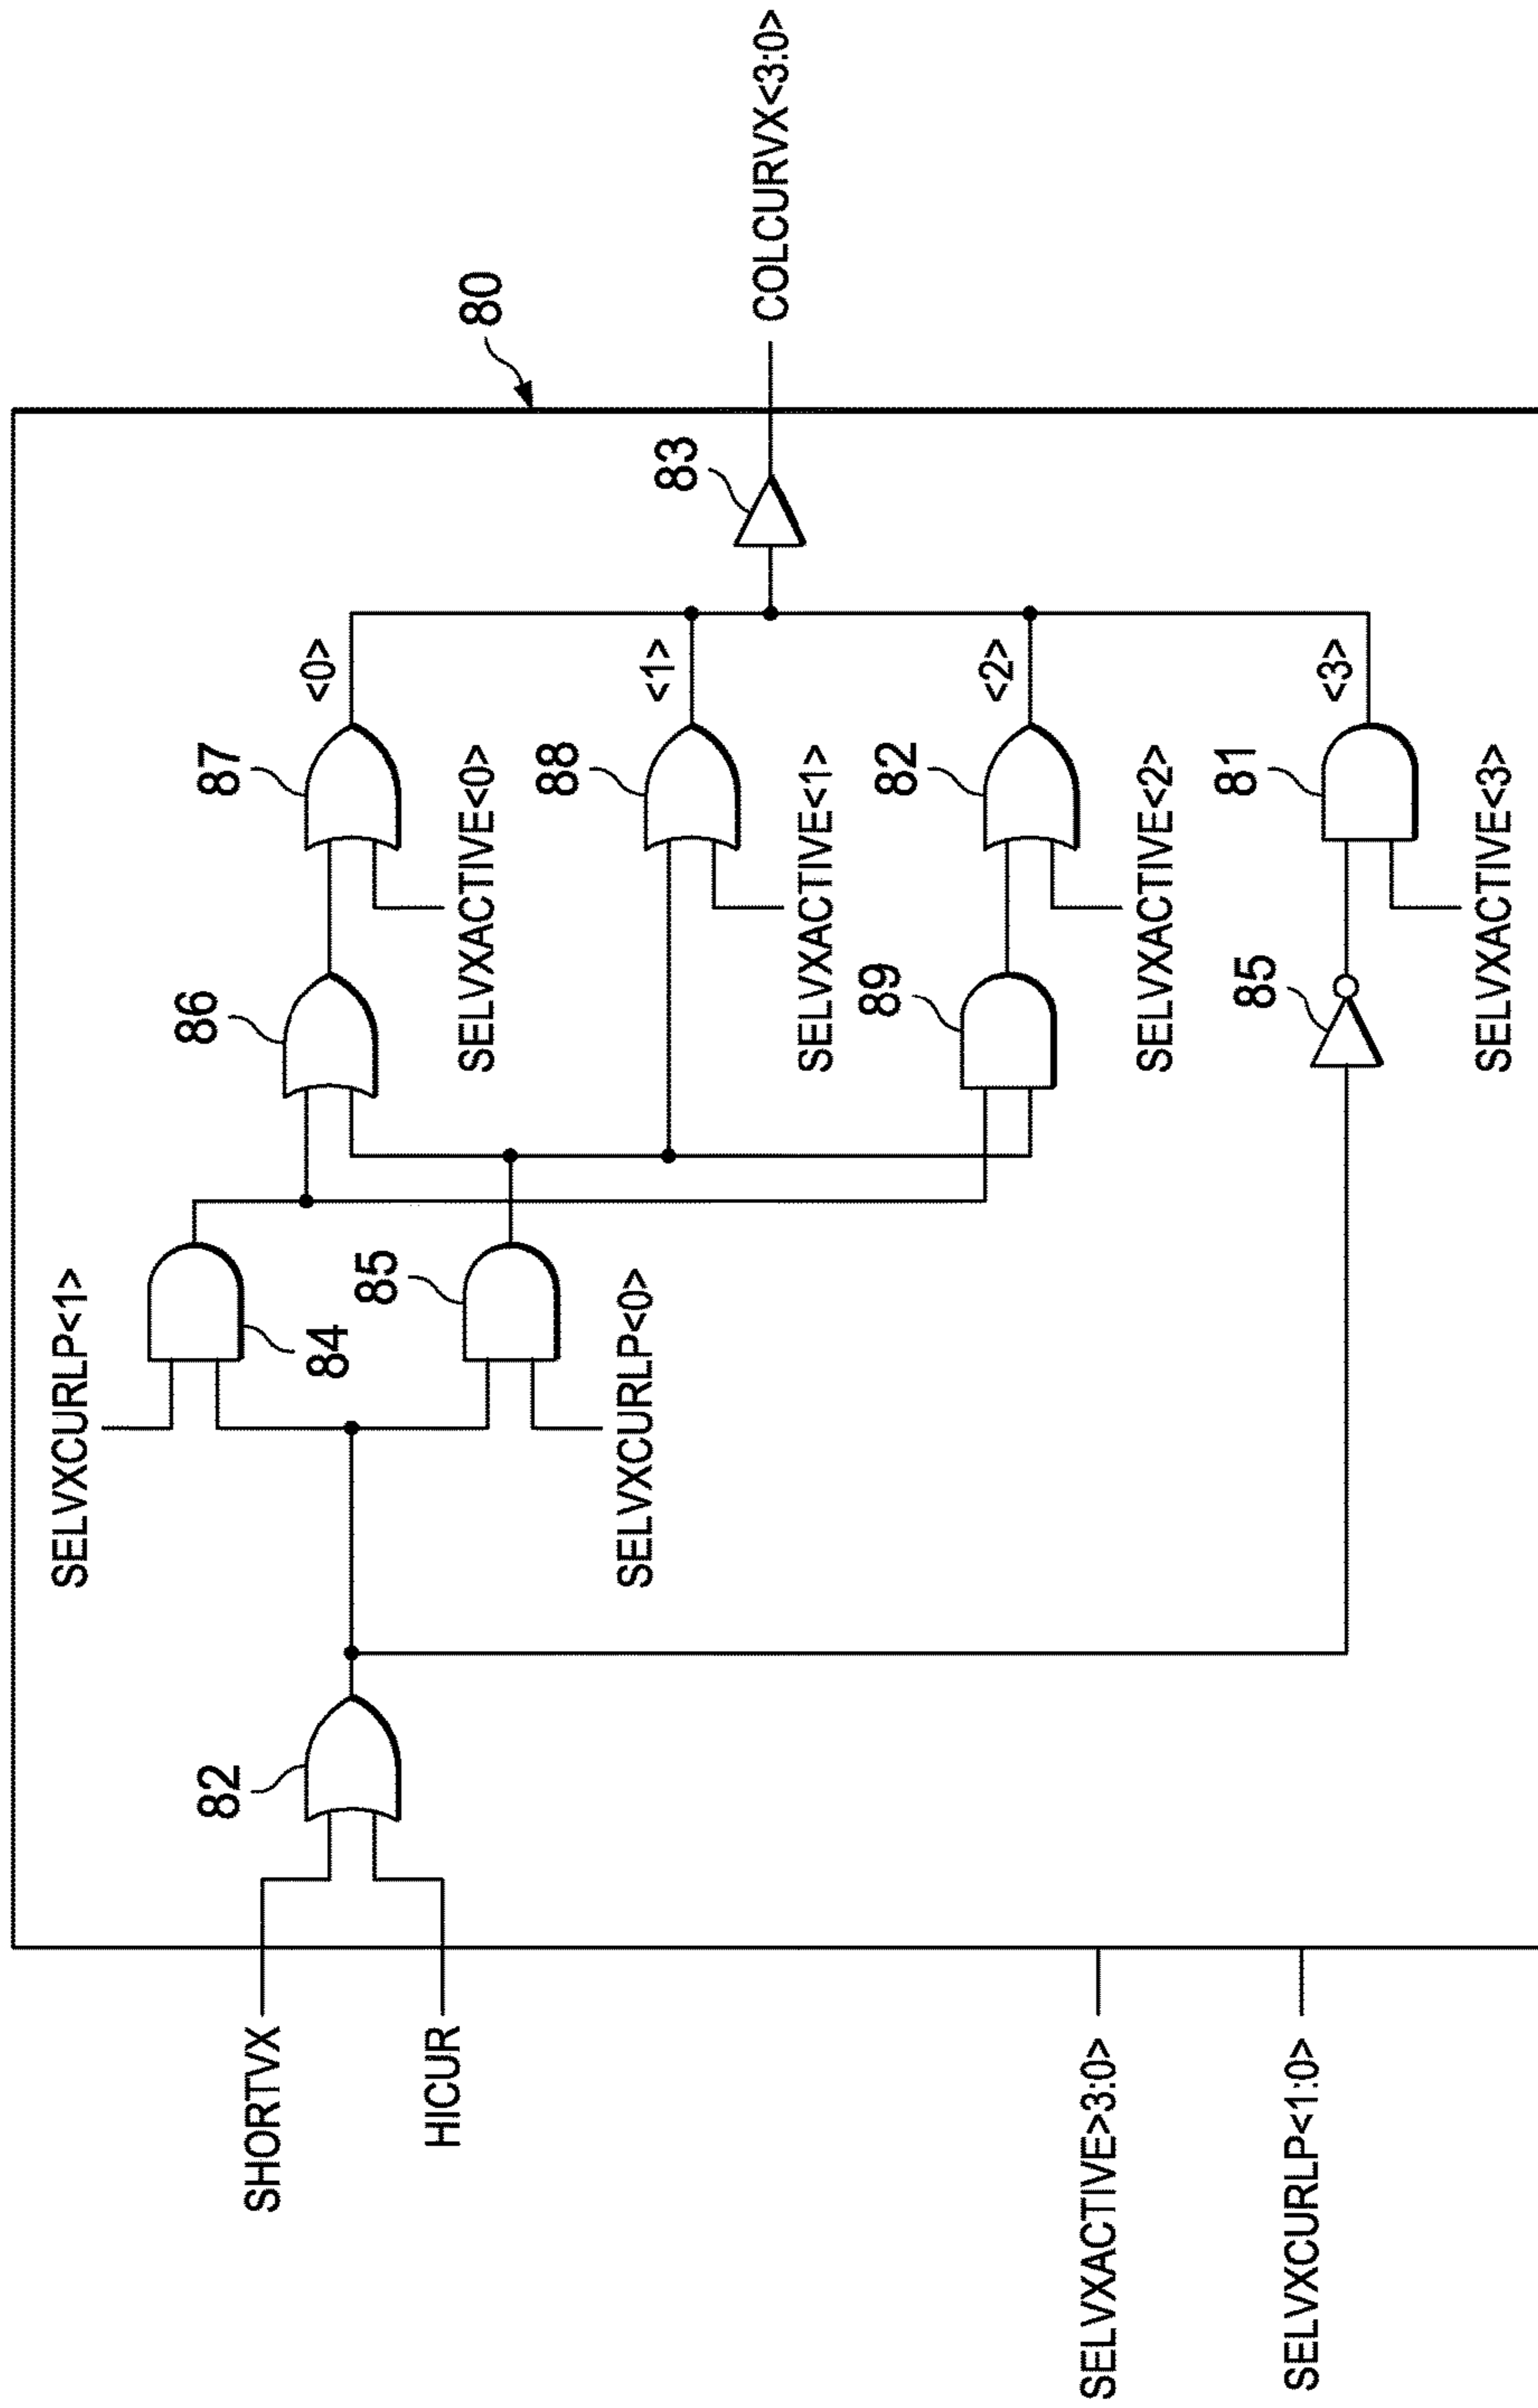 80
SELVXCURLP<1>
84
86
87
<0>
SELVXACTIVE<0>
83
COLCURVX<3:0>
82
SHORTVX
HICUR
85
SELVXCURLP<0>
88
<1>
SELVXACTIVE<1>
89
82
<2>
SELVXACTIVE<2>
85
81
<3>
SELVXACTIVE<3>
SELVXACTIVE>3:0>
SELVXCURLP<1:0>